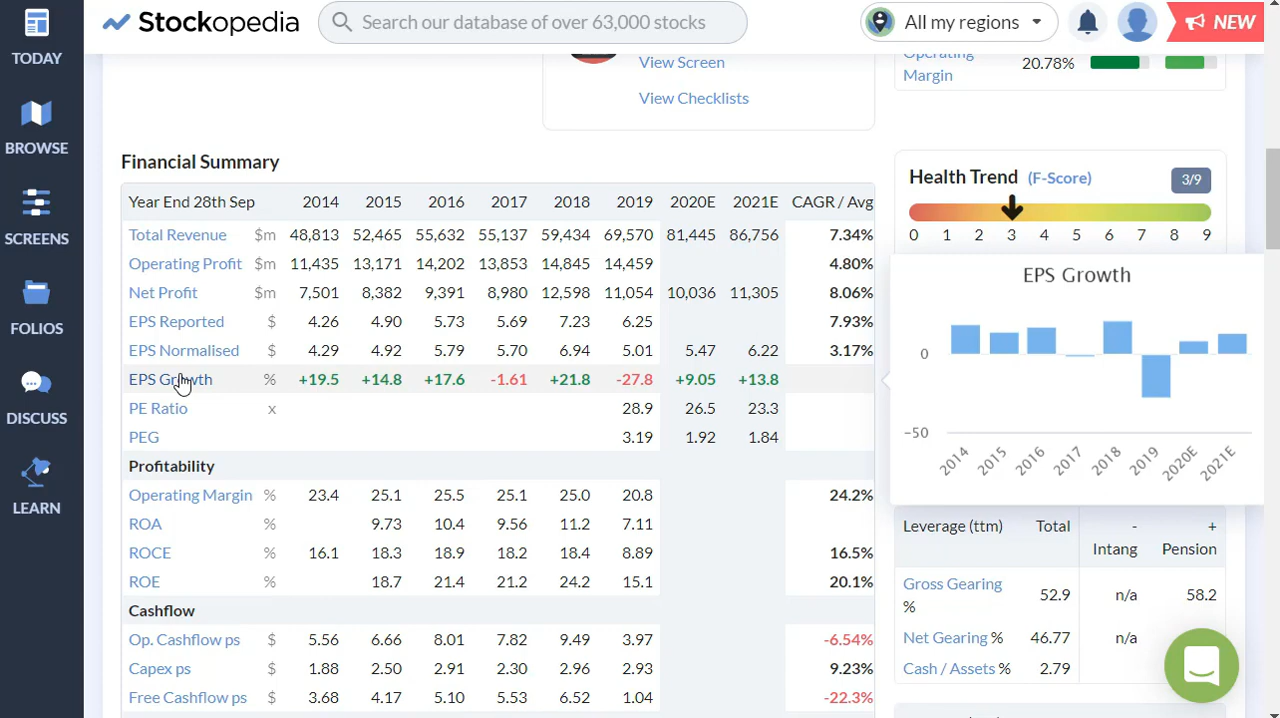 TODAY
BROWSE
SCREENS
FOLIOS
DISCUSS
LEARN
Stockopedia
Search our database of over 63,000 stocks
All my regions
NEW
View Screen
View Checklists
Operating
Margin 20.78%
Financial Summary
Year End 28th Sep 2014 2015 2016 2017 2018 2019 2020E 2021E CAGR / Avg
Total Revenue $m 48,813 52,465 55,632 55,137 59,434 69,570 81,445 86,756 7.34%
Operating Profit $m 11,435 13,171 14,202 13,853 14,845 14,459 4.80%
Net Profit $m 7,501 8,382 9,391 8,980 12,598 11,054 10,036 11,305 8.06%
EPS Reported $ 4.26 4.90 5.73 5.69 7.23 6.25 7.93%
EPS Normalised $ 4.29 4.92 5.79 5.70 6.94 5.01 5.47 6.22 3.17%
EPS Growth % +19.5 +14.8 +17.6 -1.61 +21.8 -27.8 +9.05 +13.8
PE Ratio x 28.9 26.5 23.3
PEG 3.19 1.92 1.84
Profitability
Operating Margin % 23.4 25.1 25.5 25.1 25.0 20.8 24.2%
ROA % 9.73 10.4 9.56 11.2 7.11
ROCE % 16.1 18.3 18.9 18.2 18.4 8.89 16.5%
ROE % 18.7 21.4 21.2 24.2 15.1 20.1%
Cashflow
Op. Cashflow ps $ 5.56 6.66 8.01 7.82 9.49 3.97 -6.54%
Capex ps $ 1.88 2.50 2.91 2.30 2.96 2.93 9.23%
Free Cashflow ps $ 3.68 4.17 5.10 5.53 6.52 1.04 -22.3%
Health Trend (F-Score) 3/9
0 1 2 3 4 5 6 7 8 9
EPS Growth
0
−50
2014 2015 2016 2017 2018 2019 2020E 2021E
Leverage (ttm) Total - +
Intang Pension
Gross Gearing
% 52.9 n/a 58.2
Net Gearing % 46.77 n/a
Cash / Assets % 2.79